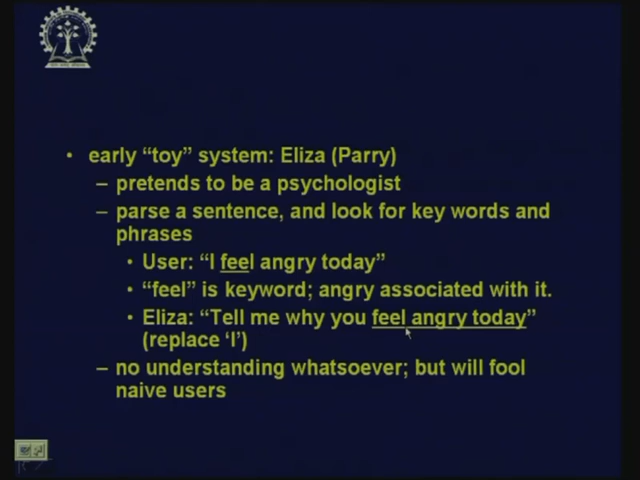 • early “toy” system: Eliza (Parry)
– pretends to be a psychologist
– parse a sentence, and look for key words and
phrases
• User: “I feel angry today”
• “feel” is keyword; angry associated with it.
• Eliza: “Tell me why you feel angry today”
(replace ‘I’)
– no understanding whatsoever; but will fool
naive users